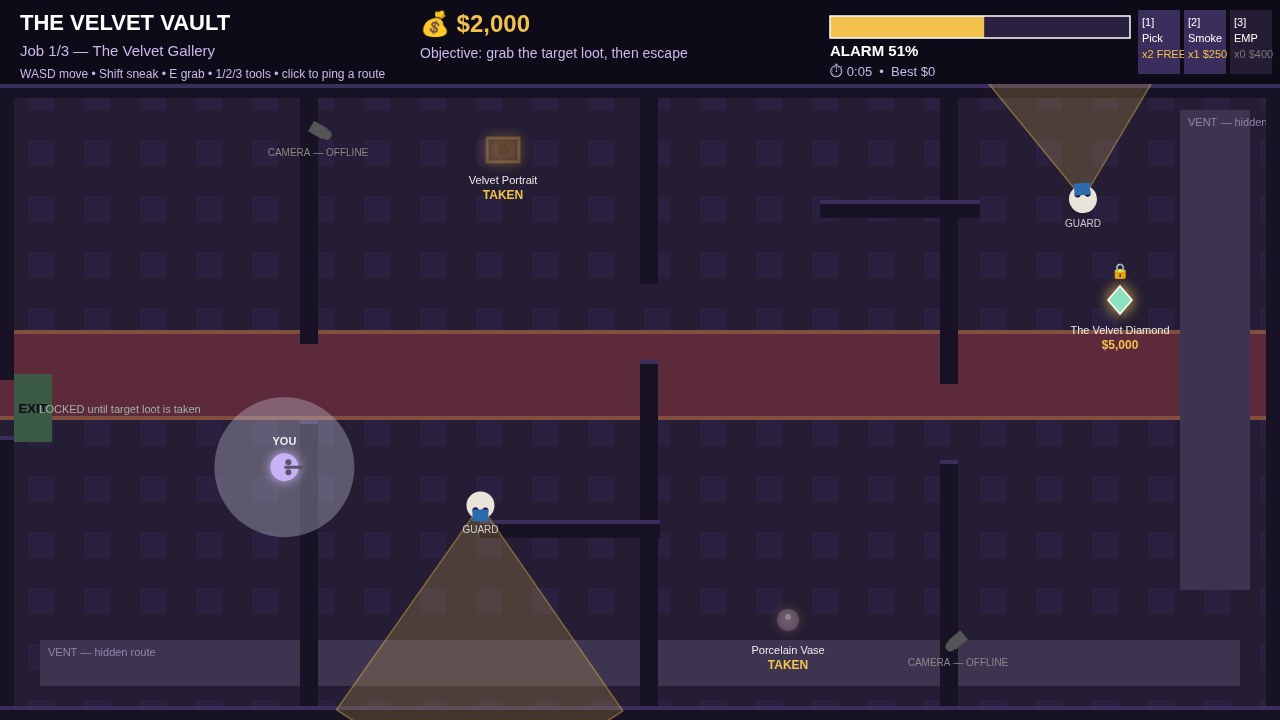 THE VELVET VAULT
Job 1/3 — The Velvet Gallery
WASD move • Shift sneak • E grab • 1/2/3 tools • click to ping a route
💰 $2,000
Objective: grab the target loot, then escape
ALARM 51%
⏱ 0:05 • Best $0
[1]
Pick
x2 FREE
[2]
Smoke
x1 $250
[3]
EMP
x0 $400
CAMERA — OFFLINE
Velvet Portrait
TAKEN
VENT — hidden
GUARD
🔒
The Velvet Diamond
$5,000
EXIT
LOCKED until target loot is taken
YOU
GUARD
VENT — hidden route
Porcelain Vase
TAKEN
CAMERA — OFFLINE